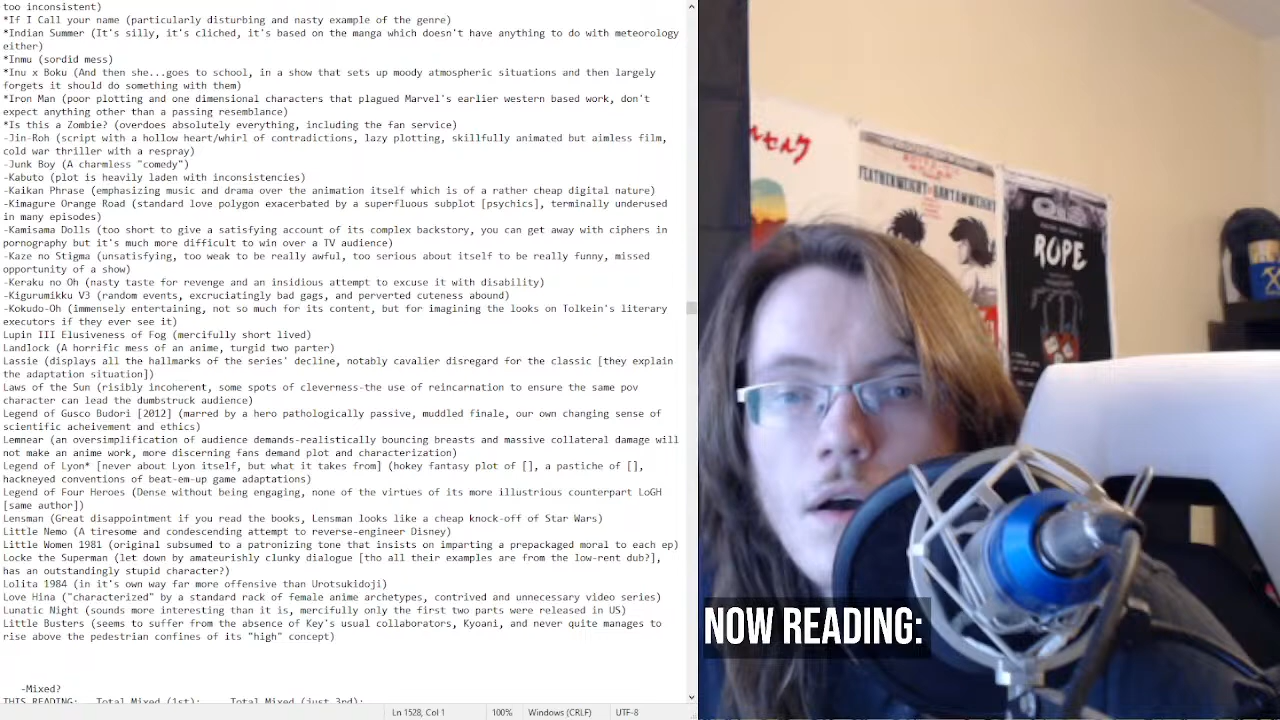 too inconsistent)
*If I Call your name (particularly disturbing and nasty example of the genre)
*Indian Summer (It's silly, it's cliched, it's based on the manga which doesn't have anything to do with meteorology
either)
*Inmu (sordid mess)
*Inu x Boku (And then she...goes to school, in a show that sets up moody atmospheric situations and then largely
forgets it should do something with them)
*Iron Man (poor plotting and one dimensional characters that plagued Marvel's earlier western based work, don't
expect anything other than a passing resemblance)
*Is this a Zombie? (overdoes absolutely everything, including the fan service)
-Jin-Roh (script with a hollow heart/whirl of contradictions, lazy plotting, skillfully animated but aimless film,
cold war thriller with a respray)
-Junk Boy (A charmless "comedy")
-Kabuto (plot is heavily laden with inconsistencies)
-Kaikan Phrase (emphasizing music and drama over the animation itself which is of a rather cheap digital nature)
-Kimagure Orange Road (standard love polygon exacerbated by a superfluous subplot [psychics], terminally underused
in many episodes)
-Kamisama Dolls (too short to give a satisfying account of its complex backstory, you can get away with ciphers in
pornography but it's much more difficult to win over a TV audience)
-Kaze no Stigma (unsatisfying, too weak to be really awful, too serious about itself to be really funny, missed
opportunity of a show)
-Keraku no Oh (nasty taste for revenge and an insidious attempt to excuse it with disability)
-Kigurumikku V3 (random events, excruciatingly bad gags, and perverted cuteness abound)
-Kokudo-Oh (immensely entertaining, not so much for its content, but for imagining the looks on Tolkein's literary
executors if they ever see it)
Lupin III Elusiveness of Fog (mercifully short lived)
Landlock (A horrific mess of an anime, turgid two parter)
Lassie (displays all the hallmarks of the series' decline, notably cavalier disregard for the classic [they explain
the adaptation situation])
Laws of the Sun (risibly incoherent, some spots of cleverness-the use of reincarnation to ensure the same pov
character can lead the dumbstruck audience)
Legend of Gusco Budori [2012] (marred by a hero pathologically passive, muddled finale, our own changing sense of
scientific acheivement and ethics)
Lemnear (an oversimplification of audience demands-realistically bouncing breasts and massive collateral damage will
not make an anime work, more discerning fans demand plot and characterization)
Legend of Lyon* [never about Lyon itself, but what it takes from] (hokey fantasy plot of [], a pastiche of [],
hackneyed conventions of beat-em-up game adaptations)
Legend of Four Heroes (Dense without being engaging, none of the virtues of its more illustrious counterpart LoGH
[same author])
Lensman (Great disappointment if you read the books, Lensman looks like a cheap knock-off of Star Wars)
Little Nemo (A tiresome and condescending attempt to reverse-engineer Disney)
Little Women 1981 (original subsumed to a patronizing tone that insists on imparting a prepackaged moral to each ep)
Locke the Superman (let down by amateurishly clunky dialogue [tho all their examples are from the low-rent dub?],
has an outstandingly stupid character?)
Lolita 1984 (in it's own way far more offensive than Urotsukidoji)
Love Hina ("characterized" by a standard rack of female anime archetypes, contrived and unnecessary video series)
Lunatic Night (sounds more interesting than it is, mercifully only the first two parts were released in US)
Little Busters (seems to suffer from the absence of Key's usual collaborators, Kyoani, and never quite manages to
rise above the pedestrian confines of its "high" concept)
-Mixed?
THIS READING: Total Mixed (1st): - Total Mixed (just 3rd):
Ln 1528, Col 1
100%
Windows (CRLF)
UTF-8
ルセルク
FEATHERWEIGHT
BANTAMWEIGHT
ROPE
NOW READING: